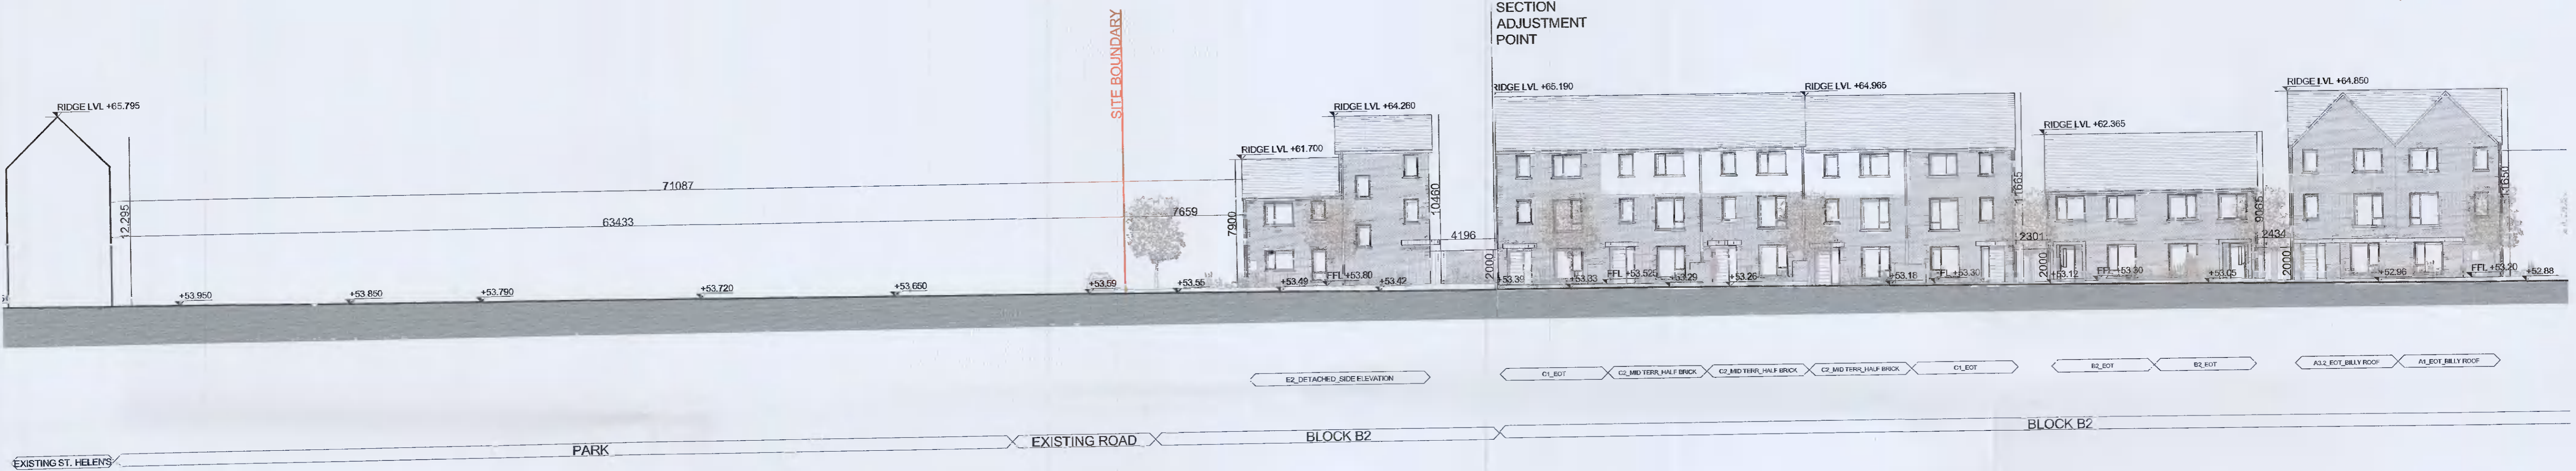 SECTION
ADJUSTMENT
POINT
SITE BOUNDARY
RIDGE LVL +65.795
RIDGE LVL +61.700
RIDGE LVL +64.260
RIDGE LVL +65.190
RIDGE LVL +64.965
RIDGE LVL +62.365
RIDGE LVL +64.850
12.295
71087
63433
7659
7900
10460
4196
2000
11665
2301
2000
9065
2434
2000
+53.950
+53.850
+53.790
+53.720
+53.650
+53.59
+53.55
+53.49
FFL +53.80
+53.42
+53.39
+53.33
FFL +53.525
+53.29
+53.26
+53.18
FFL +53.30
+53.12
FFL +53.30
+53.05
+52.96
FFL +53.20
+52.88
E2_DETACHED_SIDE ELEVATION
C1_EOT
C2_MID TERR_HALF BRICK
C2_MID TERR_HALF BRICK
C2_MID TERR_HALF BRICK
C1_EOT
B2_EOT
B2_EOT
A3.2_EOT_BILLY ROOF
A1_EOT_BILLY ROOF
EXISTING ST. HELEN'S
PARK
EXISTING ROAD
BLOCK B2
BLOCK B2